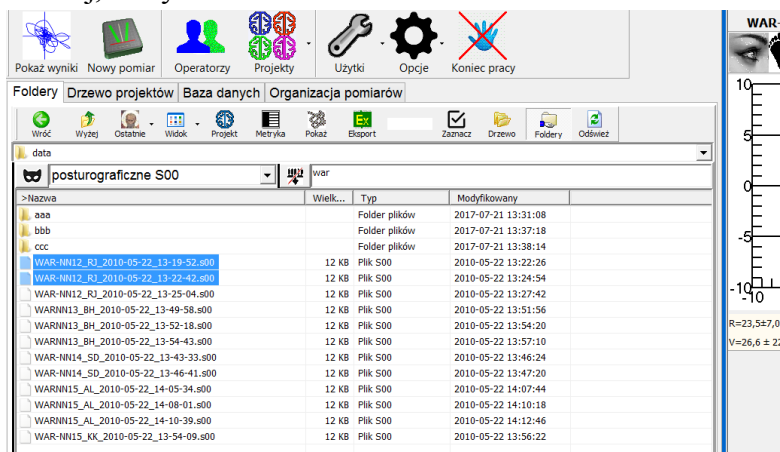 WAR-
Pokaż wyniki Nowy pomiar Operatorzy Projekty Użytki Opcje Koniec pracy
Foldery Drzewo projektów Baza danych Organizacja pomiarów
Wróć Wyżej Ostatnie Widok Projekt Metryka Pokaż Eksport Zaznacz Drzewo Foldery Odśwież
Ex
data
posturograficzne S00 war
>Nazwa Wielk... Typ Modyfikowany
aaa Folder plików 2017-07-21 13:31:08
bbb Folder plików 2017-07-21 13:37:18
ccc Folder plików 2017-07-21 13:38:14
WAR-NN12_RJ_2010-05-22_13-19-52.s00 12 KB Plik S00 2010-05-22 13:22:26
WAR-NN12_RJ_2010-05-22_13-22-42.s00 12 KB Plik S00 2010-05-22 13:24:54
WAR-NN12_RJ_2010-05-22_13-25-04.s00 12 KB Plik S00 2010-05-22 13:27:42
WARNN13_BH_2010-05-22_13-49-58.s00 12 KB Plik S00 2010-05-22 13:51:56
WARNN13_BH_2010-05-22_13-52-18.s00 12 KB Plik S00 2010-05-22 13:54:20
WARNN13_BH_2010-05-22_13-54-43.s00 12 KB Plik S00 2010-05-22 13:57:10
WAR-NN14_SD_2010-05-22_13-43-33.s00 12 KB Plik S00 2010-05-22 13:46:24
WAR-NN14_SD_2010-05-22_13-46-41.s00 12 KB Plik S00 2010-05-22 13:47:20
WARNN15_AL_2010-05-22_14-05-34.s00 12 KB Plik S00 2010-05-22 14:07:44
WARNN15_AL_2010-05-22_14-08-01.s00 12 KB Plik S00 2010-05-22 14:10:18
WARNN15_AL_2010-05-22_14-10-39.s00 12 KB Plik S00 2010-05-22 14:12:46
WAR-NN15_KK_2010-05-22_13-54-09.s00 12 KB Plik S00 2010-05-22 13:56:22
10
5
0
-5
-10
-10
R=23,5±7,0
V=26,6 ± 22